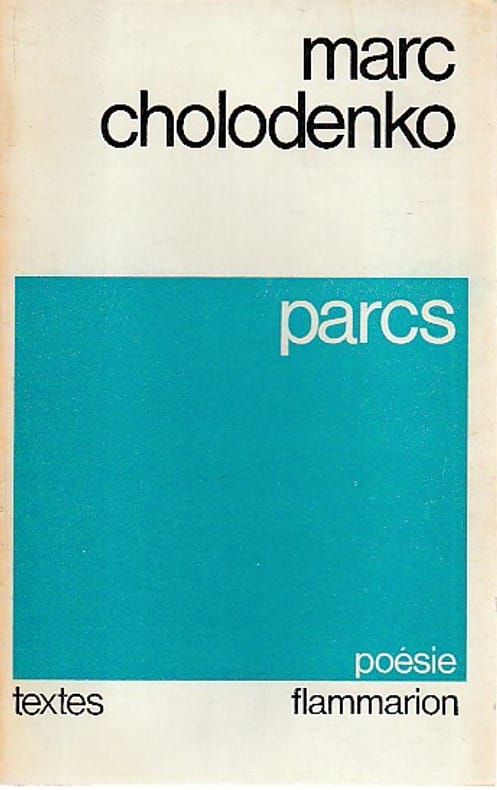 marc
cholodenko
parcs
poésie
textes flammarion